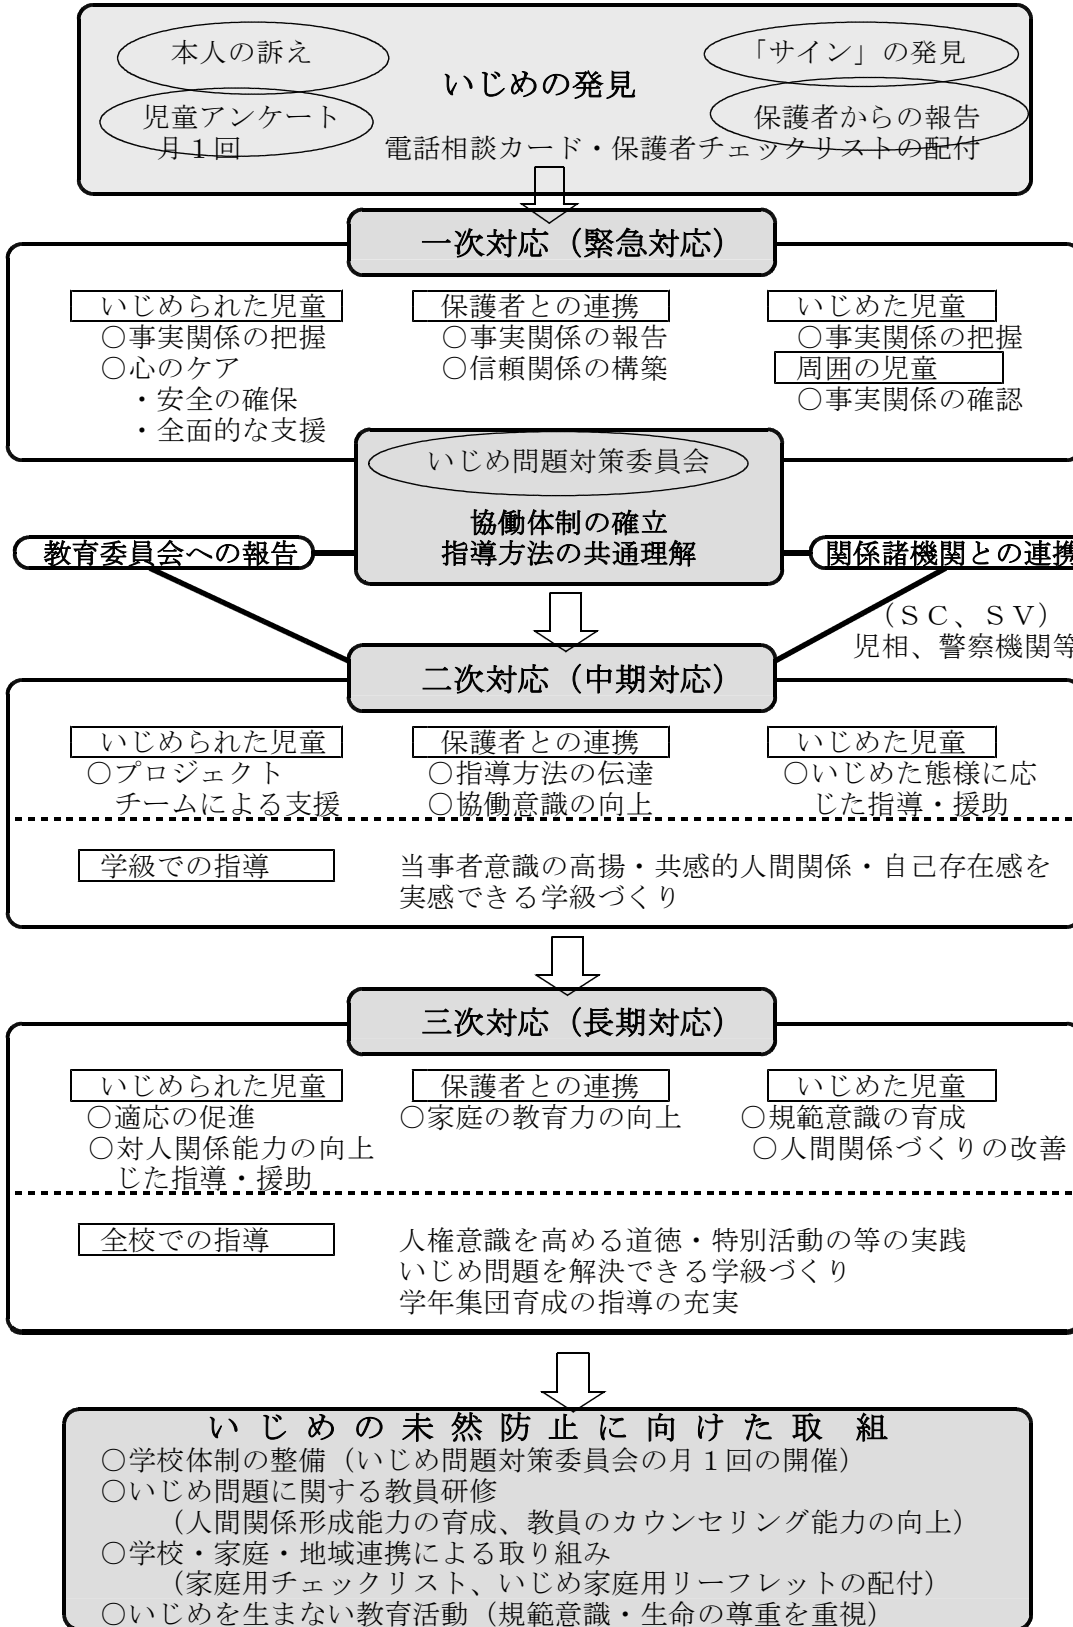 本人の訴え
「サイン」の発見
いじめの発見
児童アンケート
月１回
保護者からの報告
電話相談カード・保護者チェックリストの配付
一次対応（緊急対応）
いじめられた児童
○事実関係の把握
○心のケア
・安全の確保
・全面的な支援
保護者との連携
○事実関係の報告
○信頼関係の構築
いじめた児童
○事実関係の把握
周囲の児童
○事実関係の確認
いじめ問題対策委員会
協働体制の確立
指導方法の共通理解
教育委員会への報告
関係諸機関との連携
（ＳＣ、ＳＶ）
児相、警察機関等
二次対応（中期対応）
いじめられた児童
○プロジェクト
チームによる支援
保護者との連携
○指導方法の伝達
○協働意識の向上
いじめた児童
○いじめた態様に応
じた指導・援助
学級での指導
当事者意識の高揚・共感的人間関係・自己存在感を
実感できる学級づくり
三次対応（長期対応）
いじめられた児童
○適応の促進
○対人関係能力の向上
じた指導・援助
保護者との連携
○家庭の教育力の向上
いじめた児童
○規範意識の育成
○人間関係づくりの改善
全校での指導
人権意識を高める道徳・特別活動の等の実践
いじめ問題を解決できる学級づくり
学年集団育成の指導の充実
いじめの未然防止に向けた取組
○学校体制の整備（いじめ問題対策委員会の月１回の開催）
○いじめ問題に関する教員研修
（人間関係形成能力の育成、教員のカウンセリング能力の向上）
○学校・家庭・地域連携による取り組み
（家庭用チェックリスト、いじめ家庭用リーフレットの配付）
○いじめを生まない教育活動（規範意識・生命の尊重を重視）